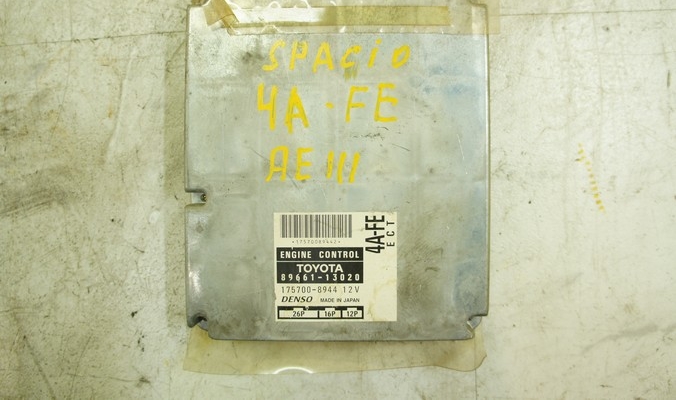 SPACiO
4A-FE
AE111
*1757008944Z*
ENGINE CONTROL
TOYOTA
89661-13020
175700-8944 12V
DENSO MADE IN JAPAN
26P 16P 12P
4A-FE
ECT